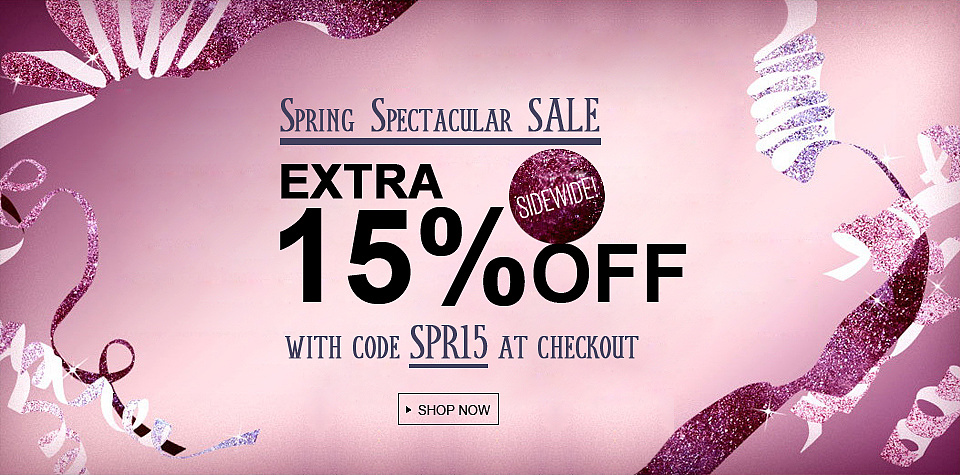 Spring Spectacular SALE
EXTRA
SIDEWIDE!
15% OFF
WITH CODE SPR15 AT CHECKOUT
SHOP NOW